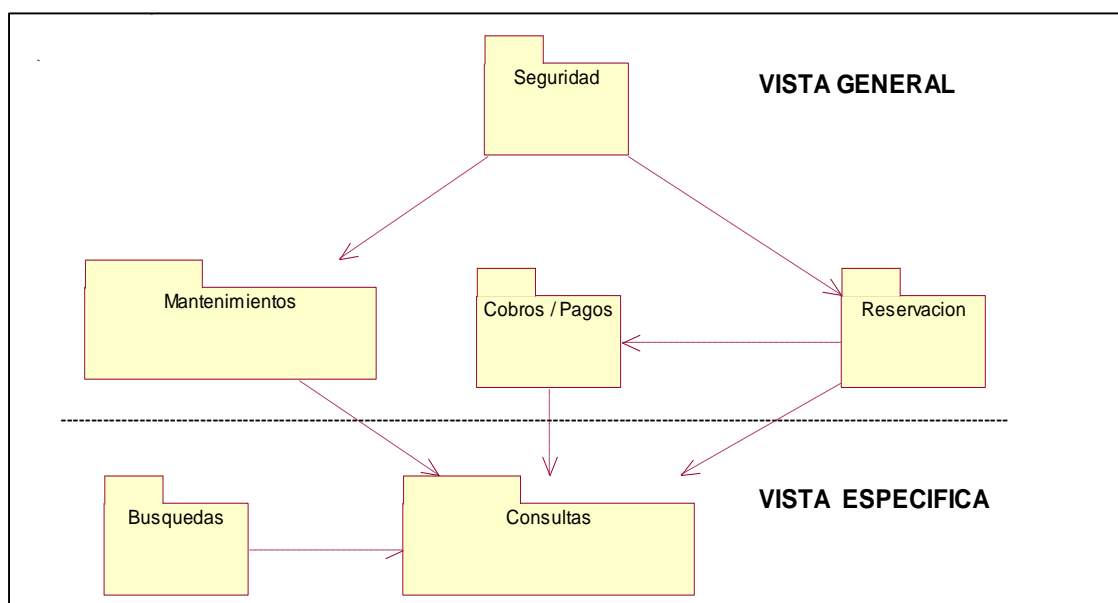 Seguridad
VISTA GENERAL
Mantenimientos
Cobros / Pagos
Reservacion
Busquedas
Consultas
VISTA ESPECIFICA